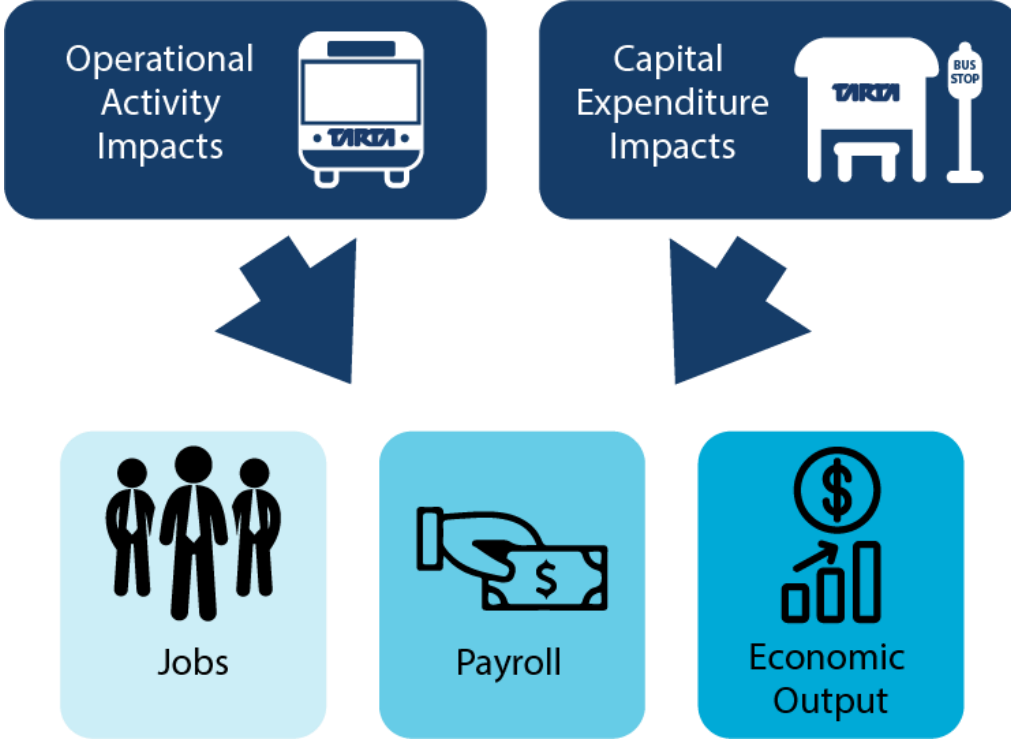 Operational
Activity
Impacts
TARTA
Capital
Expenditure
Impacts
TARTA
BUS
STOP
Jobs
$
Payroll
$
Economic
Output